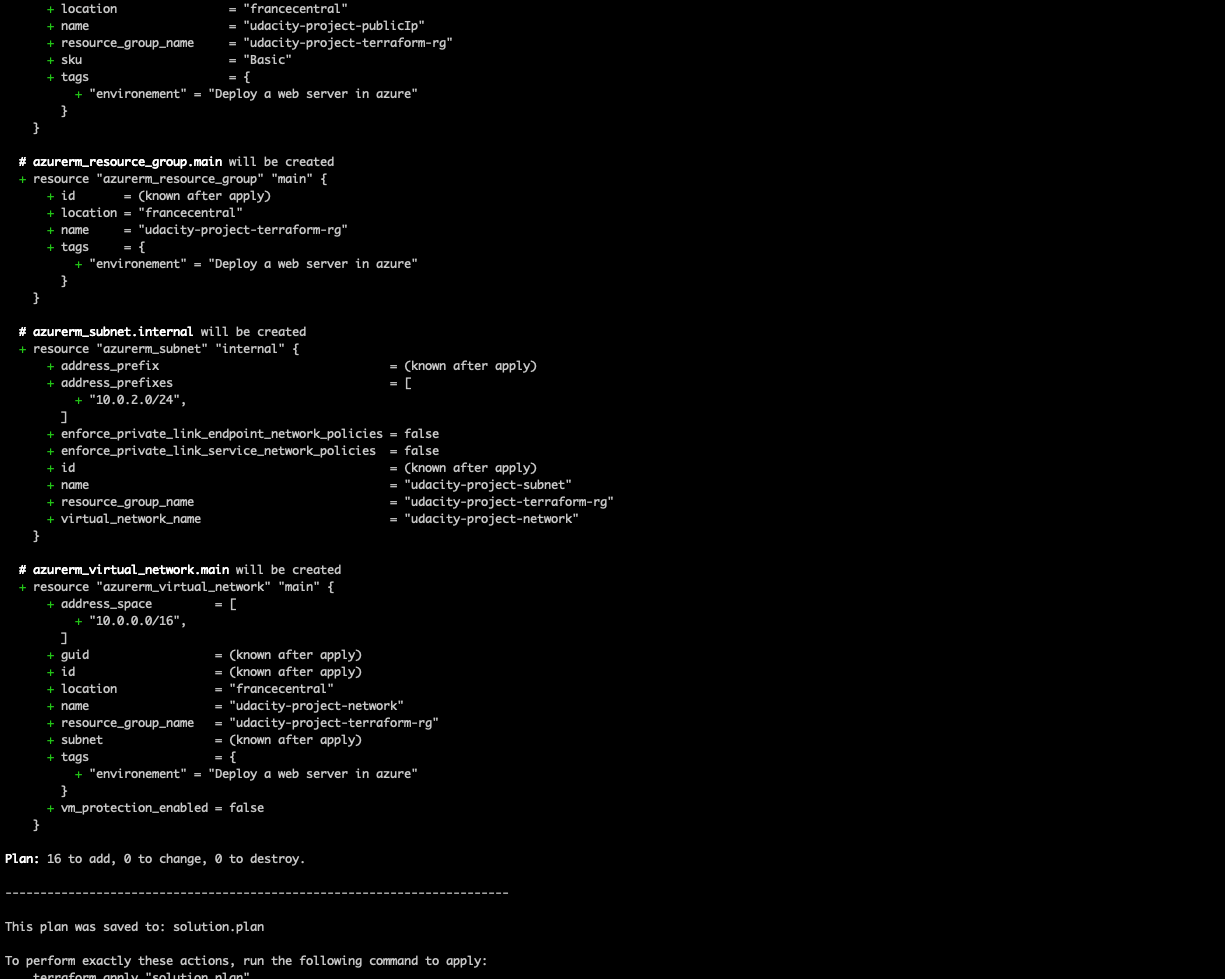 + location                = "francecentral"
+ name                    = "udacity-project-publicIp"
+ resource_group_name     = "udacity-project-terraform-rg"
+ sku                     = "Basic"
+ tags                    = {
+ "environement" = "Deploy a web server in azure"
}
}
# azurerm_resource_group.main will be created
+ resource "azurerm_resource_group" "main" {
+ id       = (known after apply)
+ location = "francecentral"
+ name     = "udacity-project-terraform-rg"
+ tags     = {
+ "environement" = "Deploy a web server in azure"
}
}
# azurerm_subnet.internal will be created
+ resource "azurerm_subnet" "internal" {
+ address_prefix                                 = (known after apply)
+ address_prefixes                               = [
+ "10.0.2.0/24",
]
+ enforce_private_link_endpoint_network_policies = false
+ enforce_private_link_service_network_policies  = false
+ id                                             = (known after apply)
+ name                                           = "udacity-project-subnet"
+ resource_group_name                            = "udacity-project-terraform-rg"
+ virtual_network_name                           = "udacity-project-network"
}
# azurerm_virtual_network.main will be created
+ resource "azurerm_virtual_network" "main" {
+ address_space         = [
+ "10.0.0.0/16",
]
+ guid                  = (known after apply)
+ id                    = (known after apply)
+ location              = "francecentral"
+ name                  = "udacity-project-network"
+ resource_group_name   = "udacity-project-terraform-rg"
+ subnet                = (known after apply)
+ tags                  = {
+ "environement" = "Deploy a web server in azure"
}
+ vm_protection_enabled = false
}
Plan: 16 to add, 0 to change, 0 to destroy.
------------------------------------------------------------------------
This plan was saved to: solution.plan
To perform exactly these actions, run the following command to apply:
terraform apply "solution.plan"